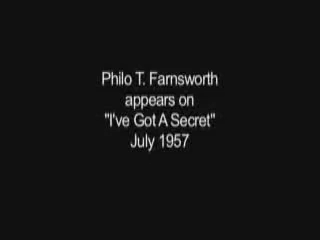 Philo T. Farnsworth
appears on
"I've Got A Secret"
July 1957